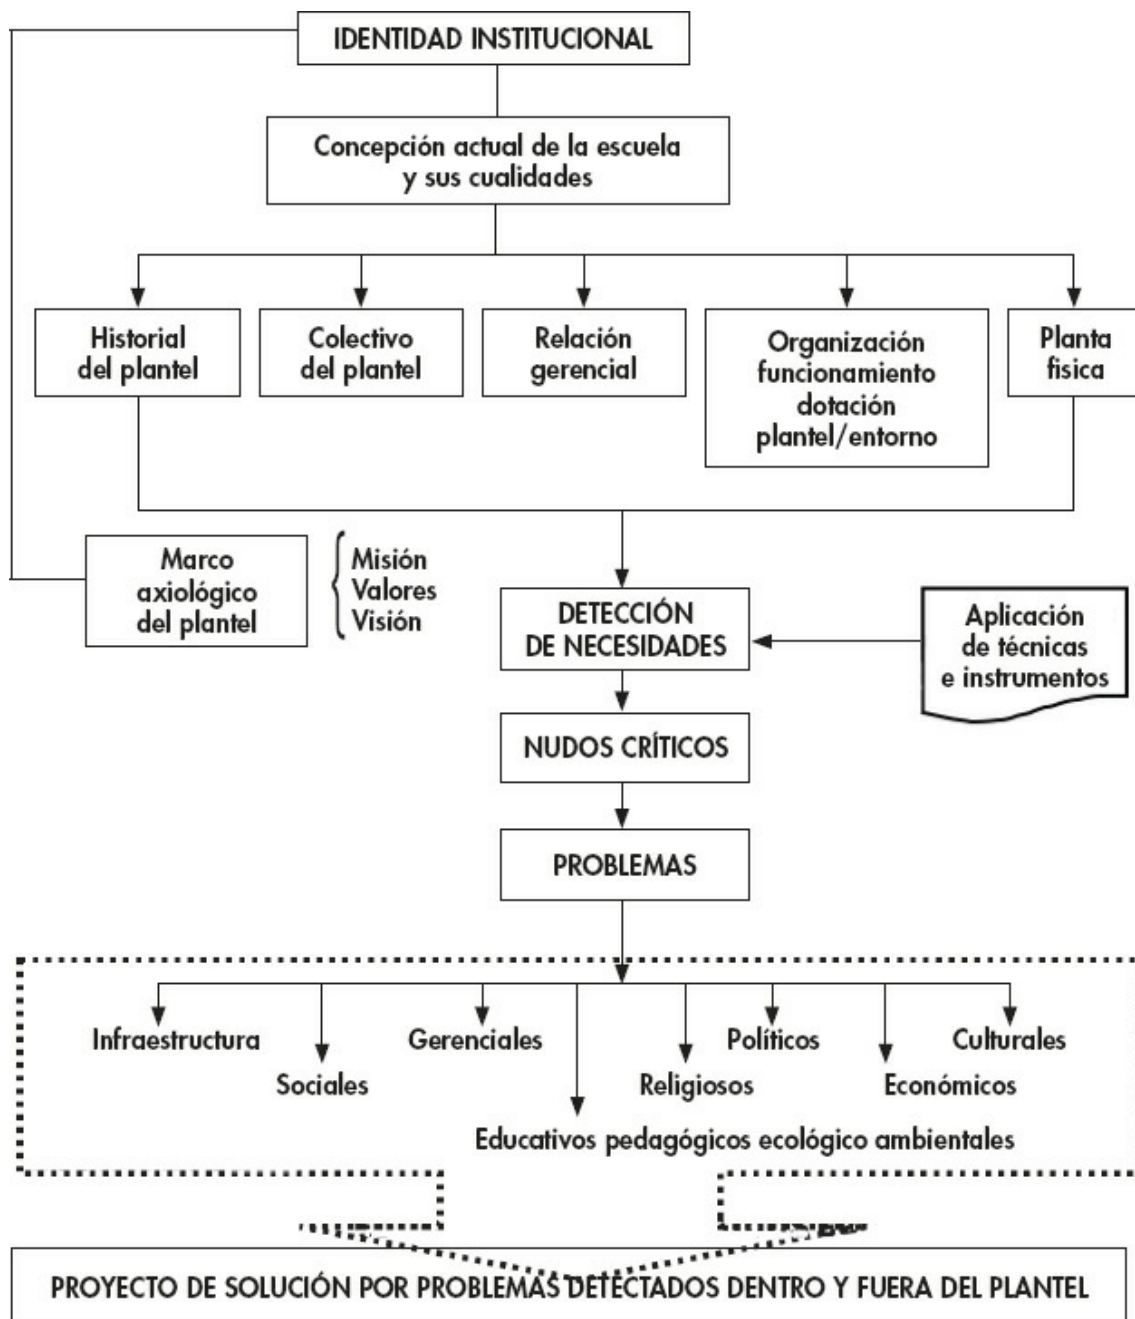 IDENTIDAD INSTITUCIONAL
Concepción actual de la escuela
y sus cualidades
Historial
del plantel
Colectivo
del plantel
Relación
gerencial
Organización
funcionamiento
dotación
plantel/entorno
Planta
fisica
Marco
axiológico
del plantel
Misión
Valores
Visión
DETECCIÓN
DE NECESIDADES
Aplicación
de técnicas
e instrumentos
NUDOS CRÍTICOS
PROBLEMAS
Infraestructura
Gerenciales
Políticos
Culturales
Sociales
Religiosos
Económicos
Educativos pedagógicos ecológico ambientales
PROYECTO DE SOLUCIÓN POR PROBLEMAS DETECTADOS DENTRO Y FUERA DEL PLANTEL